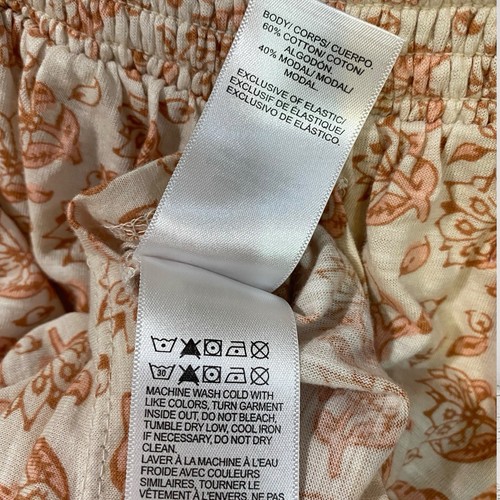 BODY/ CORPS/ CUERPO.
60% COTTON/ COTON/
ALGODÓN.
40% MODAL/ MODAL/
MODAL.
EXCLUSIVE OF ELASTIC/
EXCLUSIF DE ÉLASTIQUE/
EXCLUSIVO DE ELÁSTICO.
30
MACHINE WASH COLD WITH
LIKE COLORS, TURN GARMENT
INSIDE OUT, DO NOT BLEACH,
TUMBLE DRY LOW, COOL IRON
IF NECESSARY, DO NOT DRY
CLEAN.
LAVER À LA MACHINE À L'EAU
FROIDE AVEC COULEURS
SIMILAIRES, TOURNER LE
VÊTEMENT À L'ENVERS, NE PAS